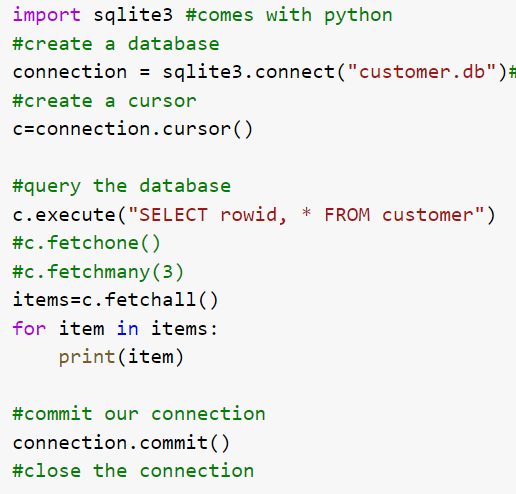 import sqlite3 #comes with python
#create a database
connection = sqlite3.connect("customer.db")#
#create a cursor
c=connection.cursor()
#query the database
c.execute("SELECT rowid, * FROM customer")
#c.fetchone()
#c.fetchmany(3)
items=c.fetchall()
for item in items:
    print(item)
#commit our connection
connection.commit()
#close the connection